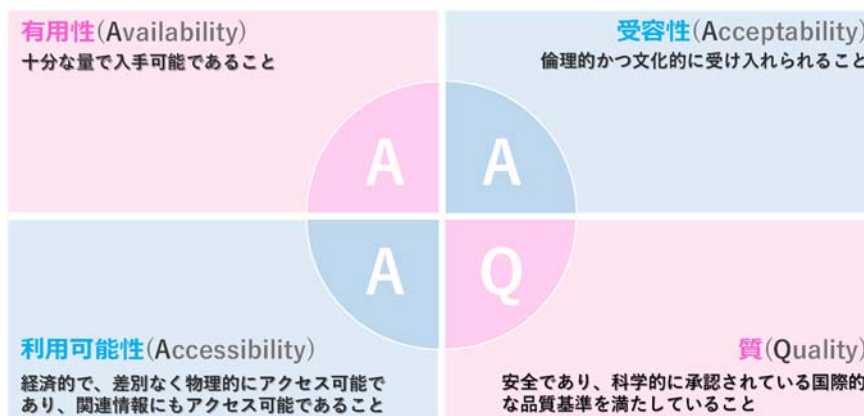 有用性(Availability)
十分な量で入手可能であること
受容性(Acceptability)
倫理的かつ文化的に受け入れられること
A
A
A
Q
利用可能性(Accessibility)
経済的で、差別なく物理的にアクセス可能で
あり、関連情報にもアクセス可能であること
質(Quality)
安全であり、科学的に承認されている国際的
な品質基準を満たしていること